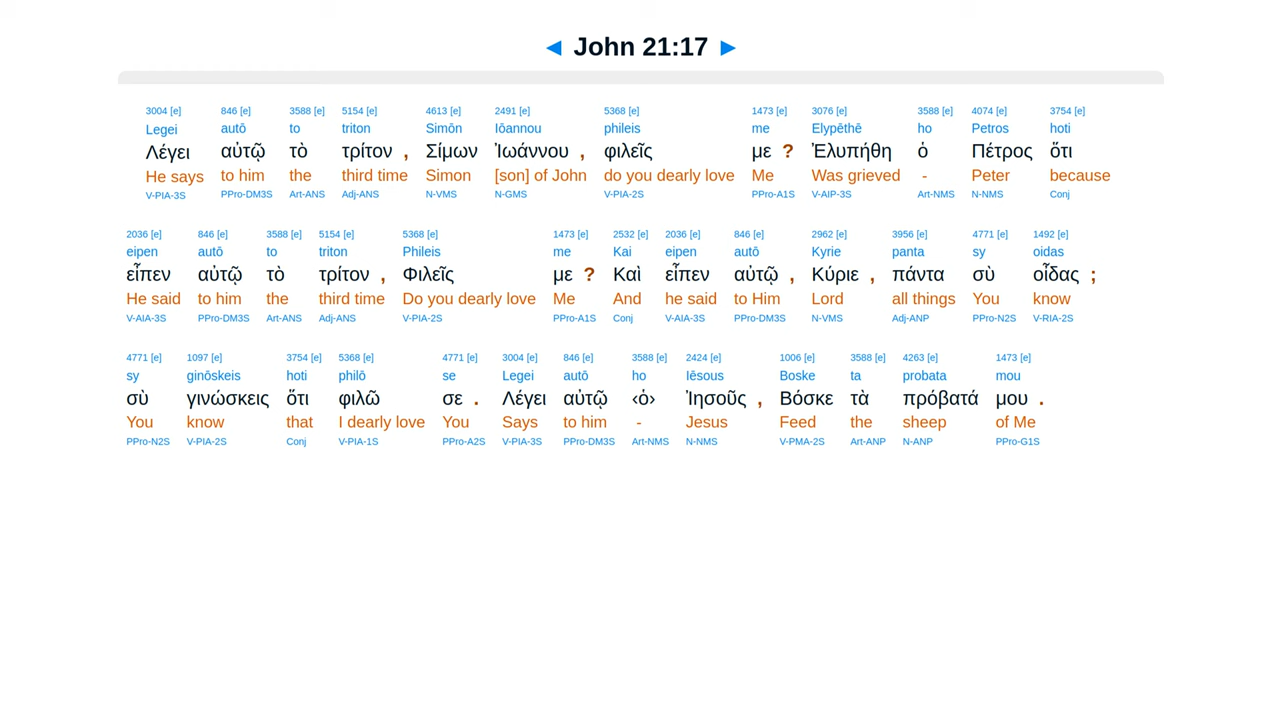 ◄ John 21:17 ►
3004 [e] 846 [e] 3588 [e] 5154 [e] 4613 [e] 2491 [e] 5368 [e] 1473 [e] 3076 [e] 3588 [e] 4074 [e] 3754 [e]
Legei autō to triton Simōn Iōannou phileis me Elypēthē ho Petros hoti
Λέγει αὐτῷ τὸ τρίτον , Σίμων Ἰωάννου , φιλεῖς με ? Ἐλυπήθη ὁ Πέτρος ὅτι
He says to him the third time Simon [son] of John do you dearly love Me Was grieved - Peter because
V-PIA-3S PPro-DM3S Art-ANS Adj-ANS N-VMS N-GMS V-PIA-2S PPro-A1S V-AIP-3S Art-NMS N-NMS Conj
2036 [e] 846 [e] 3588 [e] 5154 [e] 5368 [e] 1473 [e] 2532 [e] 2036 [e] 846 [e] 2962 [e] 3956 [e] 4771 [e] 1492 [e]
eipen autō to triton Phileis me Kai eipen autō Kyrie panta sy oidas
εἶπεν αὐτῷ τὸ τρίτον , Φιλεῖς με ? Καὶ εἶπεν αὐτῷ , Κύριε , πάντα σὺ οἶδας ;
He said to him the third time Do you dearly love Me And he said to Him Lord all things You know
V-AIA-3S PPro-DM3S Art-ANS Adj-ANS V-PIA-2S PPro-A1S Conj V-AIA-3S PPro-DM3S N-VMS Adj-ANP PPro-N2S V-RIA-2S
4771 [e] 1097 [e] 3754 [e] 5368 [e] 4771 [e] 3004 [e] 846 [e] 3588 [e] 2424 [e] 1006 [e] 3588 [e] 4263 [e] 1473 [e]
sy ginōskeis hoti philō se Legei autō ho Iēsous Boske ta probata mou
σὺ γινώσκεις ὅτι φιλῶ σε . Λέγει αὐτῷ ‹ὁ› Ἰησοῦς , Βόσκε τὰ πρόβατά μου .
You know that I dearly love You Says to him - Jesus Feed the sheep of Me
PPro-N2S V-PIA-2S Conj V-PIA-1S PPro-A2S V-PIA-3S PPro-DM3S Art-NMS N-NMS V-PMA-2S Art-ANP N-ANP PPro-G1S